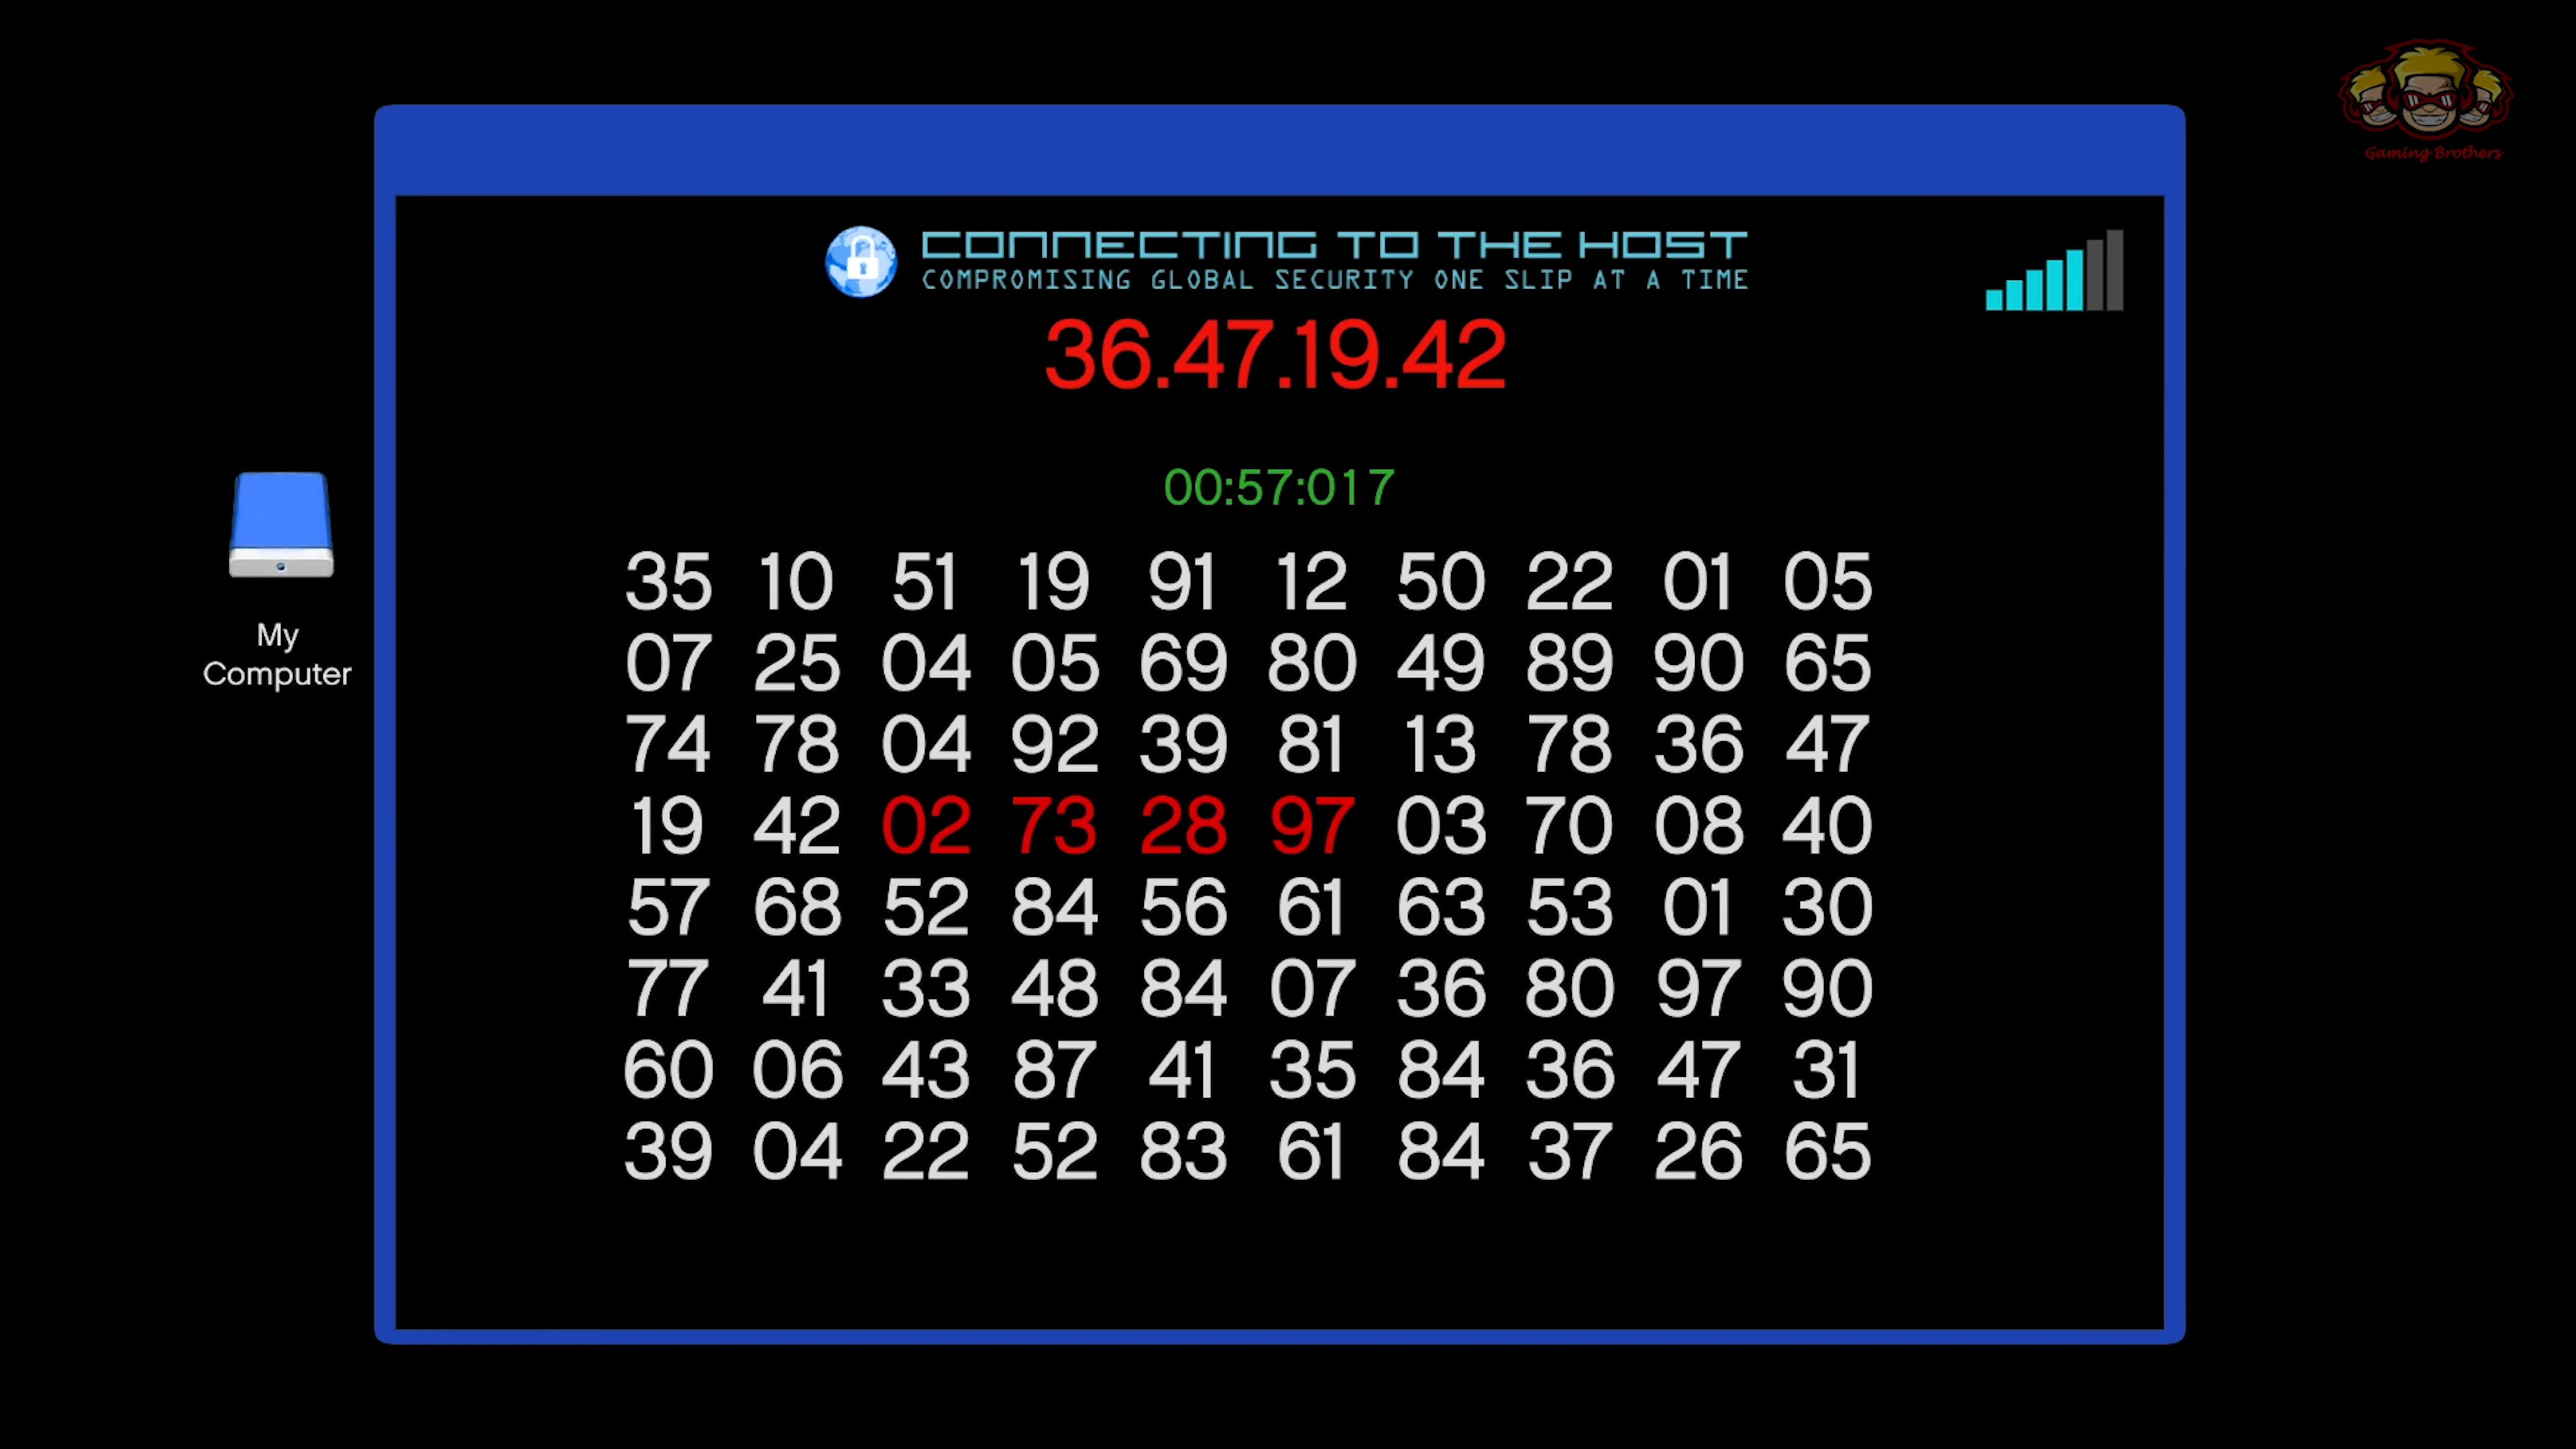 Gaming Brothers
CONNECTING TO THE HOST
COMPROMISING GLOBAL SECURITY ONE SLIP AT A TIME
36.47.19.42
00:57:017
35 10 51 19 91 12 50 22 01 05
07 25 04 05 69 80 49 89 90 65
74 78 04 92 39 81 13 78 36 47
19 42 02 73 28 97 03 70 08 40
57 68 52 84 56 61 63 53 01 30
77 41 33 48 84 07 36 80 97 90
60 06 43 87 41 35 84 36 47 31
39 04 22 52 83 61 84 37 26 65
My
Computer